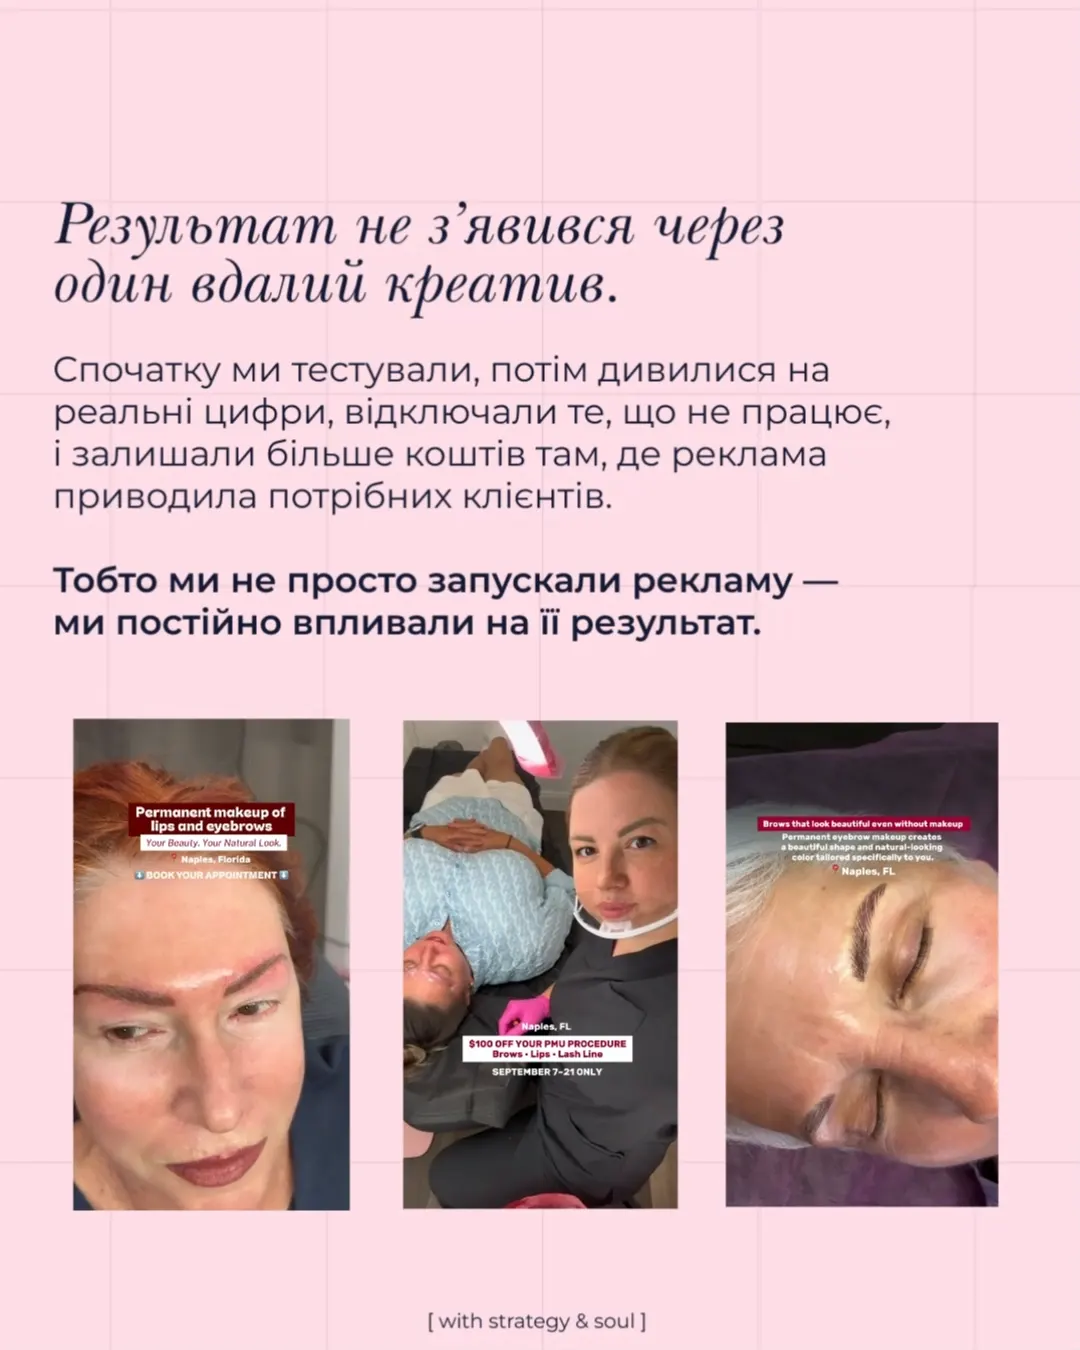 Результат не з’явився через
один вдалий креатив.
Спочатку ми тестували, потім дивилися на
реальні цифри, відключали те, що не працює,
і залишали більше коштів там, де реклама
приводила потрібних клієнтів.
Тобто ми не просто запускали рекламу —
ми постійно впливали на її результат.
Permanent makeup of
lips and eyebrows
Your Beauty. Your Natural Look.
📍 Naples, Florida
⬇️ BOOK YOUR APPOINTMENT ⬇️
Naples, FL
$100 OFF YOUR PMU PROCEDURE
Brows • Lips • Lash Line
SEPTEMBER 7–21 ONLY
Brows that look beautiful even without makeup
Permanent eyebrow makeup creates
a beautiful shape and natural-looking
color tailored specifically to you.
📍 Naples, FL
[ with strategy & soul ]